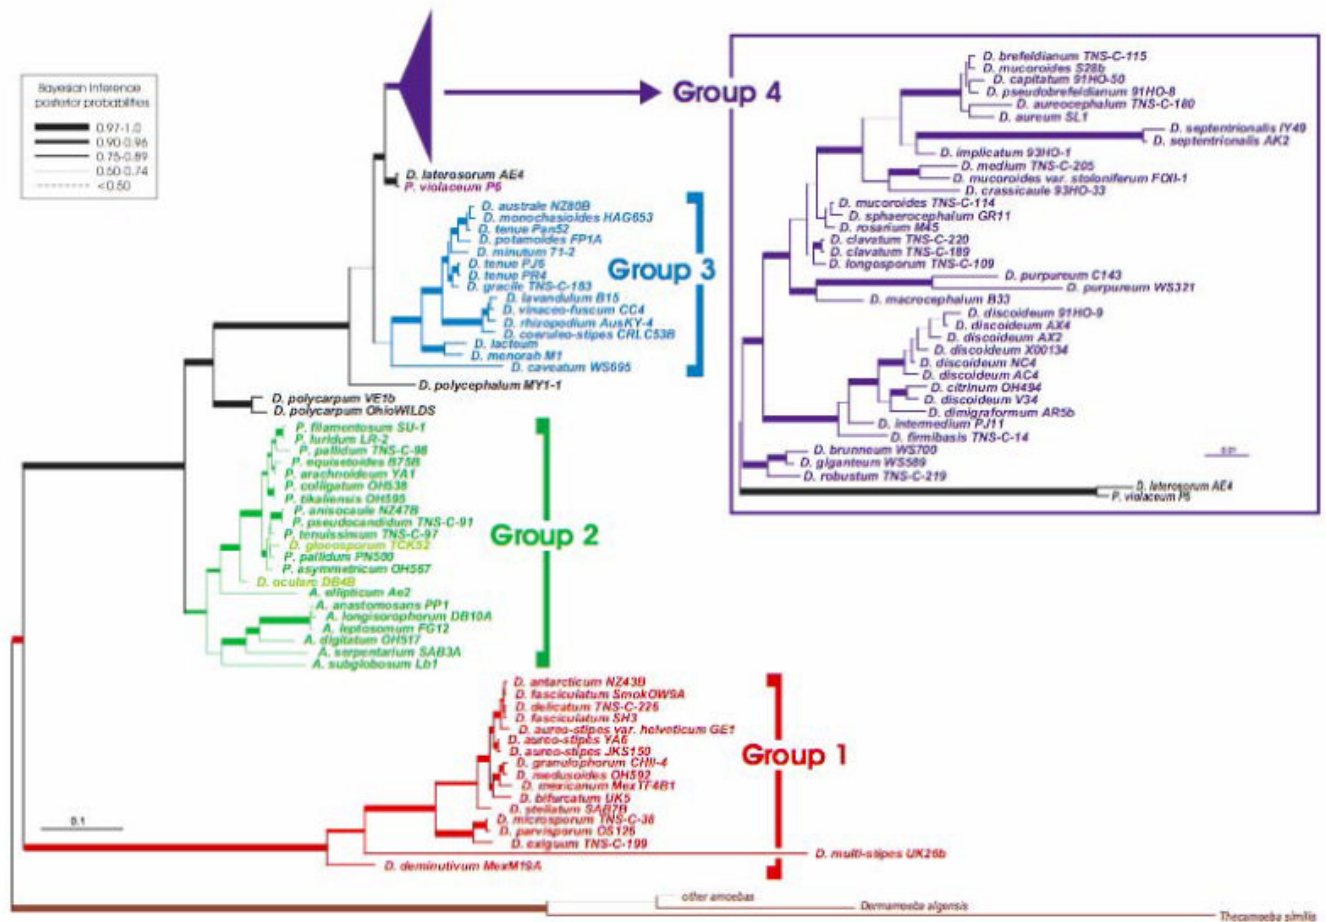 Bayesian Inference
posterior probabilities
0.97-1.0
0.90-0.96
0.75-0.89
0.50-0.74
<0.50
Group 4
D. laterosorum AE4
P. violaceum P6
D. australe NZ80B
D. monochasioides HAG653
D. tenue Pan52
D. potamoides FP1A
D. minutum 71-2
D. tenue PJ6
D. tenue PR4
D. gracile TNS-C-183
D. lavandulum B15
D. vinaceo-fuscum CC4
D. rhizopodium AusKY-4
D. coeruleo-stipes CRLC53B
D. lacteum
D. menorah M1
D. caveatum WS695
Group 3
D. polycephalum MY1-1
D. polycarpum VE1b
D. polycarpum OhioWILDS
P. filamentosum SU-1
P. luridum LR-2
P. pallidum TNS-C-98
P. equisetoides B75B
P. arachnoideum YA1
P. colligatum OH538
P. tikaliensis OH595
P. anisocaule NZ47B
P. pseudocandidum TNS-C-91
P. tenuissimum TNS-C-97
D. gloeosporum TCK52
P. pallidum PN500
P. asymmetricum OH567
D. oculare DB4B
A. ellipticum Ae2
A. anastomosans PP1
A. longisorophorum DB10A
A. leptosomum FG12
A. digitatum OH517
A. serpentarium SAB3A
A. subglobosum Lb1
Group 2
D. antarcticum NZ43B
D. fasciculatum SmokOW9A
D. delicatum TNS-C-226
D. fasciculatum SH3
D. aureo-stipes var. helveticum GE1
D. aureo-stipes YA6
D. aureo-stipes JKS150
D. granulophorum CHII-4
D. medusoides OH592
D. mexicanum MexTF4B1
D. bifurcatum UK5
D. stellatum SAB7B
D. microsporum TNS-C-38
D. parvisporum OS126
D. exiguum TNS-C-199
D. multi-stipes UK26b
D. deminutivum MexM19A
Group 1
0.1
other amoebas
Dermamoeba algensis
Thecamoeba similis
D. brefeldianum TNS-C-115
D. mucoroides S28b
D. capitatum 91HO-50
D. pseudobrefeldianum 91HO-8
D. aureocephalum TNS-C-180
D. aureum SL1
D. septentrionalis IY49
D. septentrionalis AK2
D. implicatum 93HO-1
D. medium TNS-C-205
D. mucoroides var. stoloniferum FOII-1
D. crassicaule 93HO-33
D. mucoroides TNS-C-114
D. sphaerocephalum GR11
D. rosarium M45
D. clavatum TNS-C-220
D. clavatum TNS-C-189
D. longosporum TNS-C-109
D. purpureum C143
D. purpureum WS321
D. macrocephalum B33
D. discoideum 91HO-9
D. discoideum AX4
D. discoideum AX2
D. discoideum X00134
D. discoideum NC4
D. discoideum AC4
D. citrinum OH494
D. discoideum V34
D. dimigraformum AR5b
D. intermedium PJ11
D. firmibasis TNS-C-14
D. brunneum WS700
D. giganteum WS589
D. robustum TNS-C-219
0.01
D. laterosorum AE4
P. violaceum P6